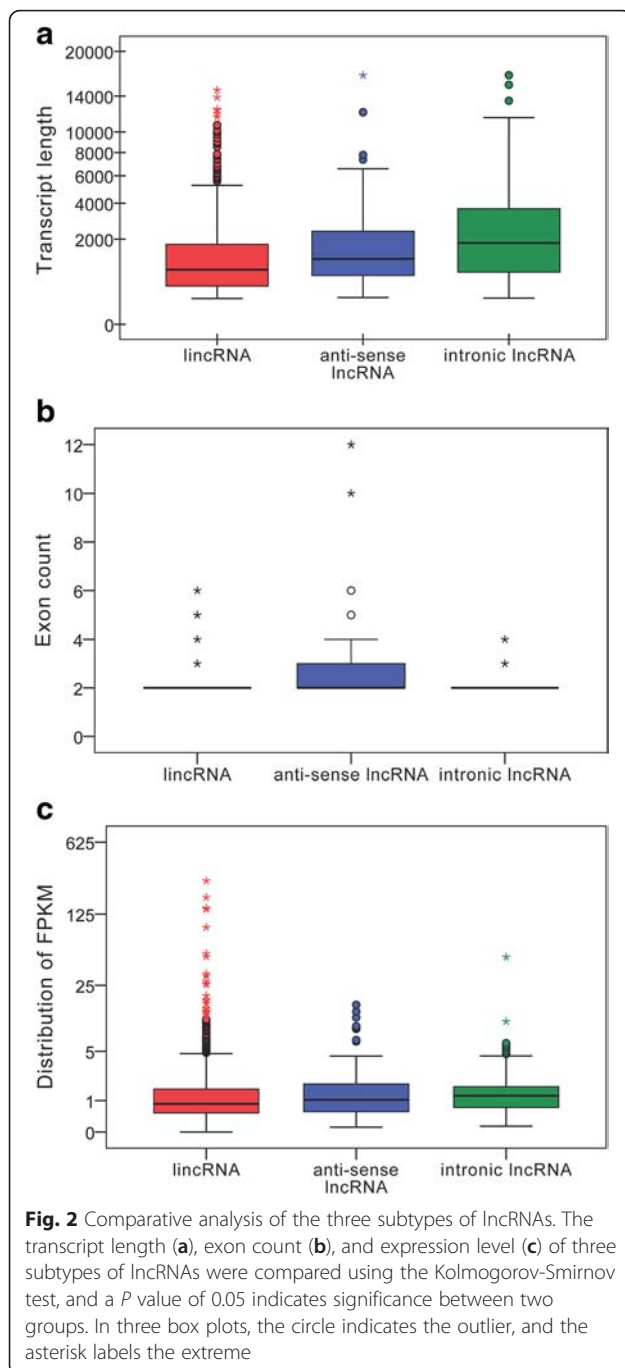 a
Transcript length
20000
14000
10000
8000
6000
4000
2000
0
lincRNA
anti-sense
lncRNA
intronic lncRNA
b
Exon count
12
10
8
6
4
2
0
lincRNA
anti-sense lncRNA
intronic lncRNA
c
Distribution of FPKM
625
125
25
5
1
0
lincRNA
anti-sense
lncRNA
intronic lncRNA
Fig. 2 Comparative analysis of the three subtypes of lncRNAs. The
transcript length (a), exon count (b), and expression level (c) of three
subtypes of lncRNAs were compared using the Kolmogorov-Smirnov
test, and a P value of 0.05 indicates significance between two
groups. In three box plots, the circle indicates the outlier, and the
asterisk labels the extreme